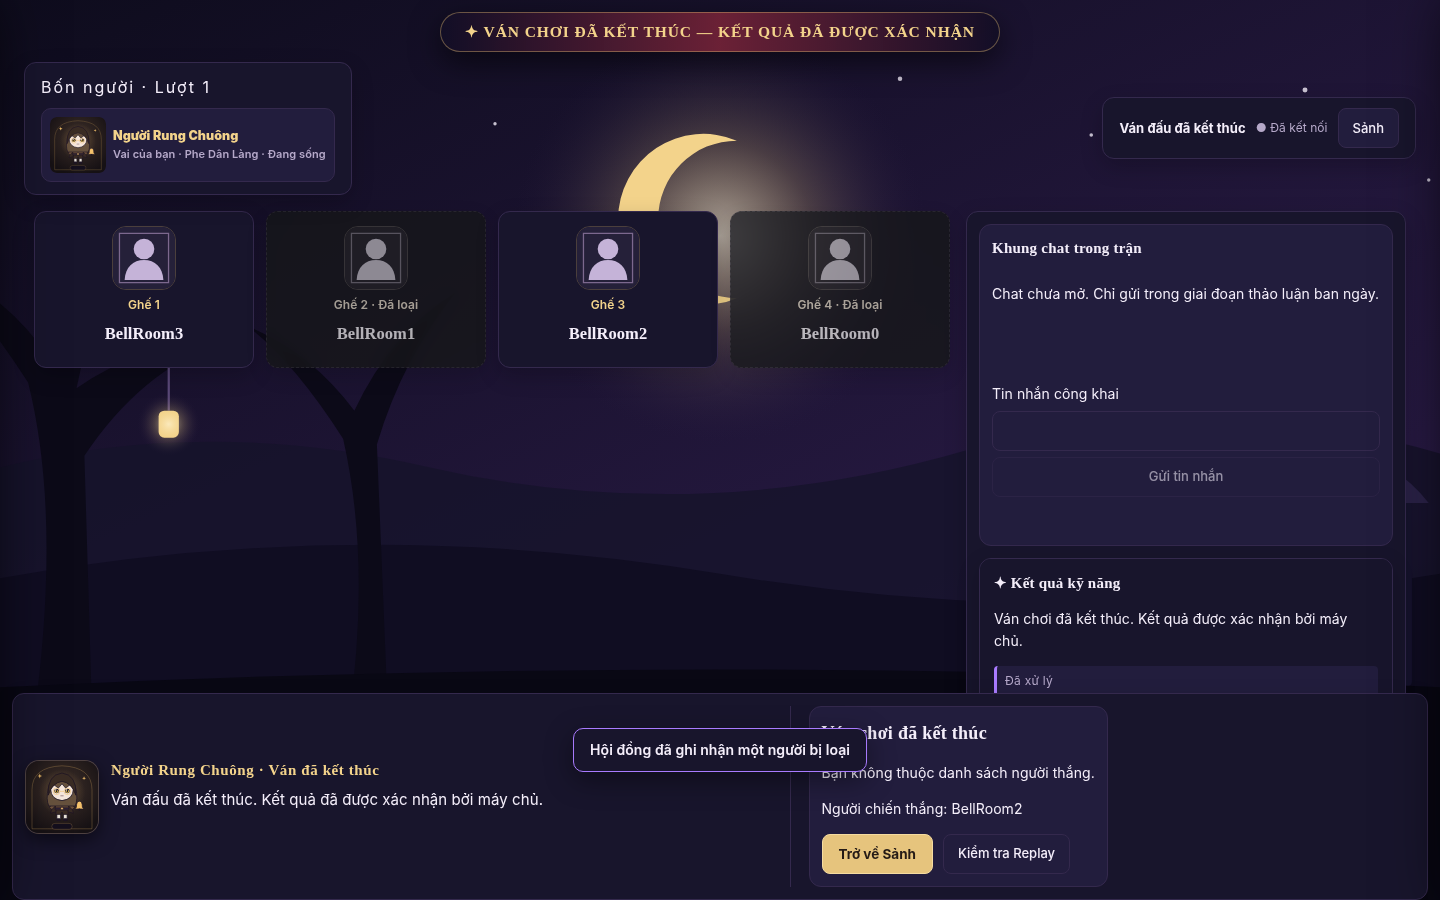 ✦ VÁN CHƠI ĐÃ KẾT THÚC — KẾT QUẢ ĐÃ ĐƯỢC XÁC NHẬN
Bốn người · Lượt 1
Người Rung Chuông
Vai của bạn · Phe Dân Làng · Đang sống
Ván đấu đã kết thúc
Đã kết nối
Sảnh
Ghế 1
BellRoom3
Ghế 2 · Đã loại
BellRoom1
Ghế 3
BellRoom2
Ghế 4 · Đã loại
BellRoom0
Khung chat trong trận
Chat chưa mở. Chỉ gửi trong giai đoạn thảo luận ban ngày.
Tin nhắn công khai
Gửi tin nhắn
✦ Kết quả kỹ năng
Ván chơi đã kết thúc. Kết quả được xác nhận bởi máy
chủ.
Đã xử lý
Người Rung Chuông · Ván đã kết thúc
Ván đấu đã kết thúc. Kết quả đã được xác nhận bởi máy chủ.
Hội đồng đã ghi nhận một người bị loại
chơi đã kết thúc
Bạn không thuộc danh sách người thắng.
Người chiến thắng: BellRoom2
Trở về Sảnh
Kiểm tra Replay